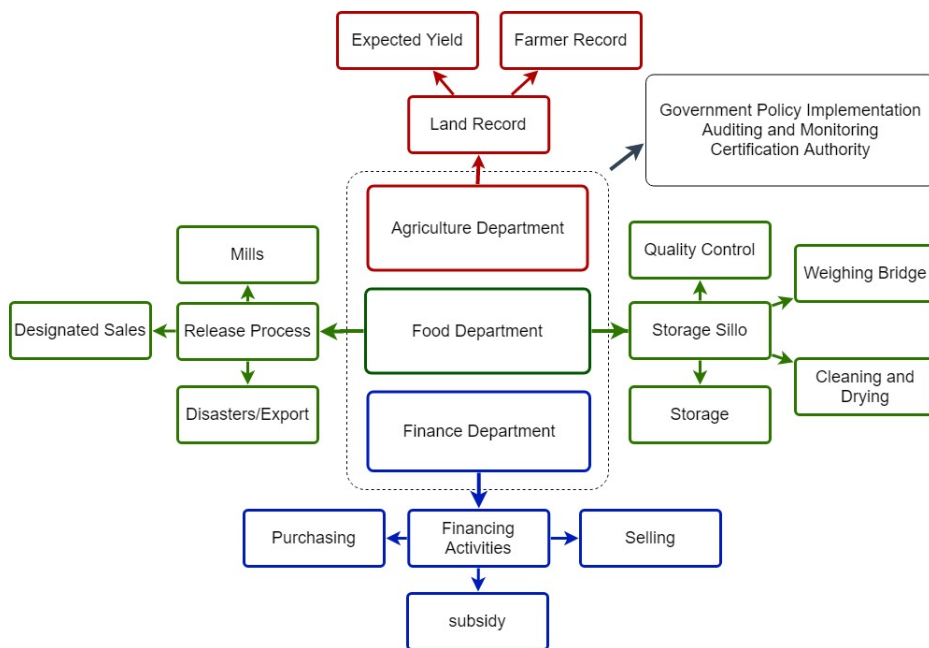 Expected Yield
Farmer Record
Land Record
Government Policy Implementation
Auditing and Monitoring
Certification Authority
Agriculture Department
Mills
Quality Control
Weighing Bridge
Designated Sales
Release Process
Food Department
Storage Sillo
Disasters/Export
Storage
Cleaning and
Drying
Finance Department
Purchasing
Financing
Activities
Selling
subsidy